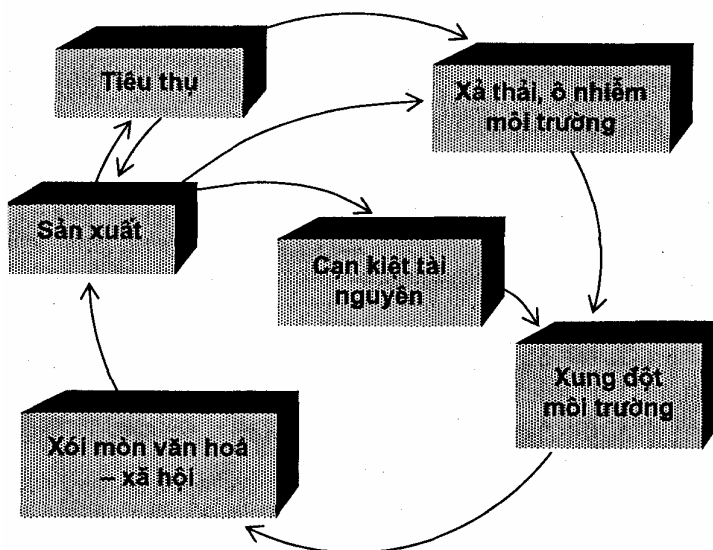 Tiêu thụ
Xả thải, ô nhiễm
môi trường
Sản xuất
Cạn kiệt tài
nguyên
Xung đột
môi trường
Xói mòn văn hoá
– xã hội